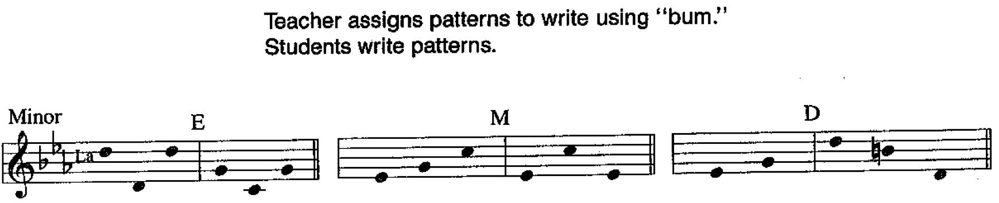 Teacher assigns patterns to write using “bum.”
Students write patterns.
Minor E M D
La